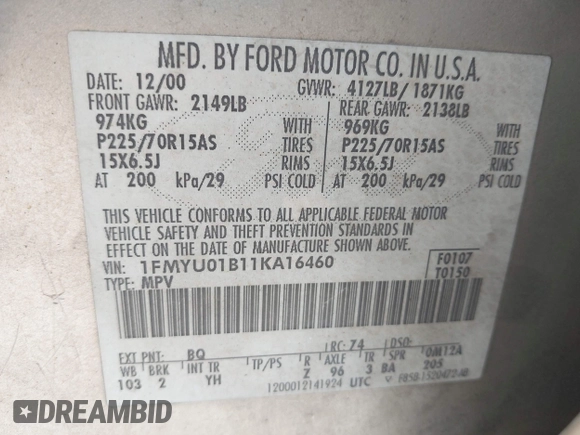 MFD. BY FORD MOTOR CO. IN U.S.A.
DATE: 12/00 GVWR: 4127LB/ 1871KG
FRONT GAWR: 2149LB REAR GAWR: 2138LB
974KG WITH 969KG WITH
P225/70R15AS TIRES P225/70R15AS TIRES
15X6.5J RIMS 15X6.5J RIMS
AT 200 kPa/29 PSI COLD AT 200 kPa/29 PSI COLD
THIS VEHICLE CONFORMS TO ALL APPLICABLE FEDERAL MOTOR
VEHICLE SAFETY AND THEFT PREVENTION STANDARDS IN
EFFECT ON THE DATE OF MANUFACTURE SHOWN ABOVE.
VIN: 1FMYU01B11KA16460 F0107
TYPE: MPV T0150
EXT PNT: BQ RC: 74 DSO:
WB BRK INT TR TP/PS R AXLE TR SPR 0M12A
103 2 YH Z 96 3 BA 205
1200012141924 UTC
DREAMBID